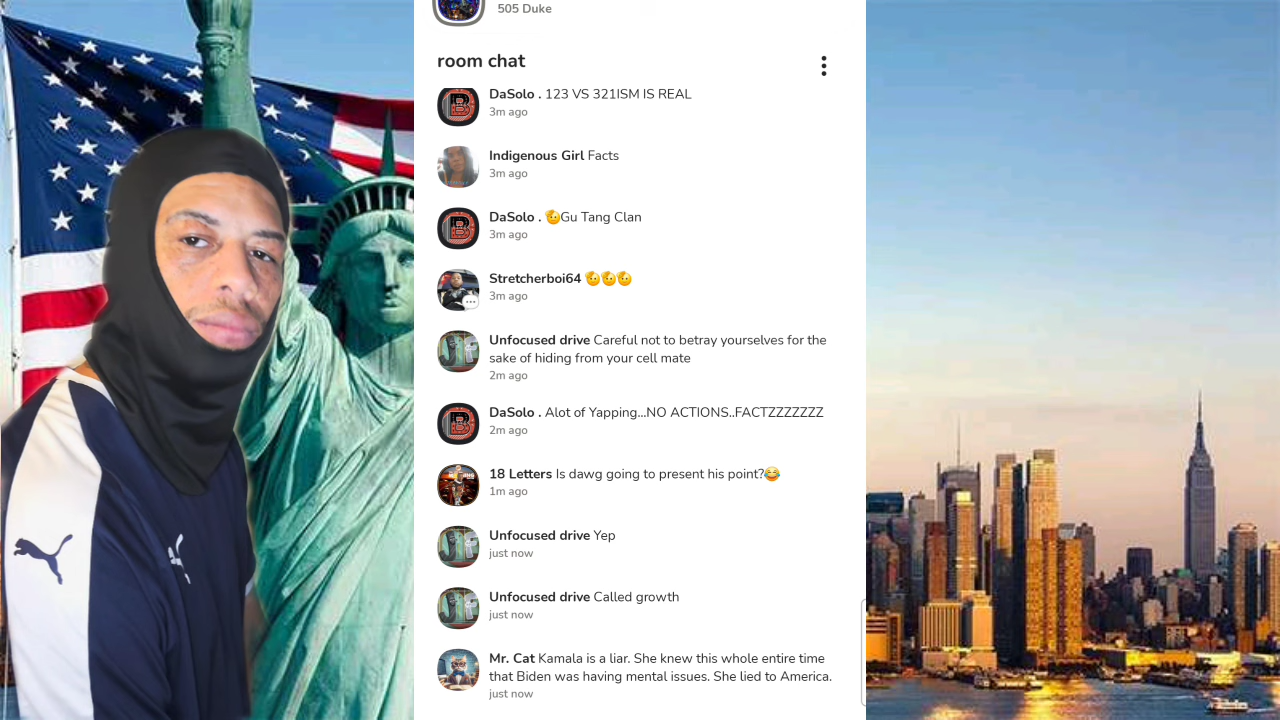 505 Duke
room chat
DaSolo . 123 VS 321ISM IS REAL
3m ago
Indigenous Girl Facts
3m ago
DaSolo . 🫡Gu Tang Clan
3m ago
Stretcherboi64 🫡🫡🫡
3m ago
Unfocused drive Careful not to betray yourselves for the
sake of hiding from your cell mate
2m ago
DaSolo . Alot of Yapping...NO ACTIONS..FACTZZZZZZZ
2m ago
18 Letters Is dawg going to present his point?😂
1m ago
Unfocused drive Yep
just now
Unfocused drive Called growth
just now
Mr. Cat Kamala is a liar. She knew this whole entire time
that Biden was having mental issues. She lied to America.
just now